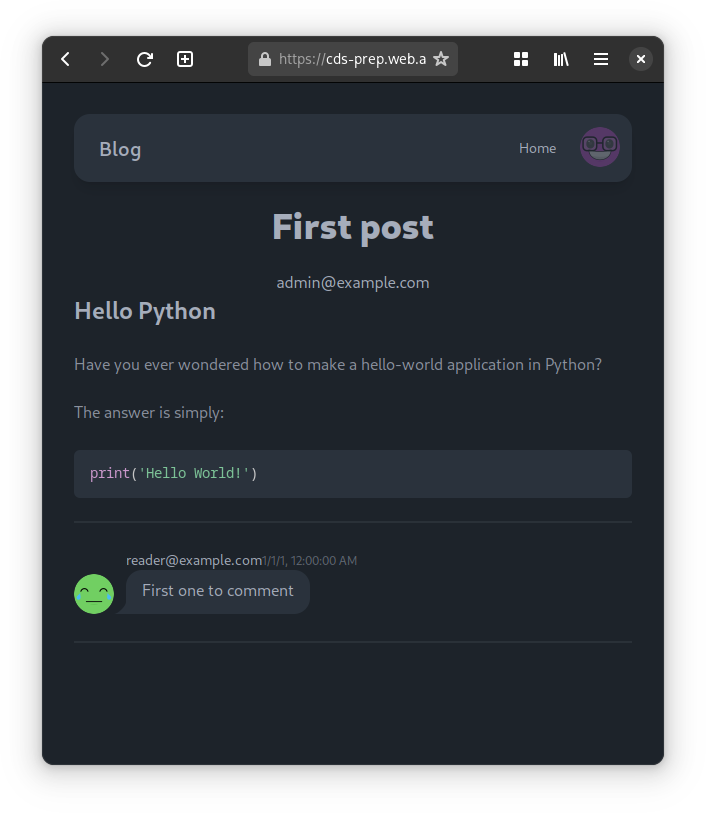 https://cds-prep.web.a
Blog
Home
First post
admin@example.com
Hello Python
Have you ever wondered how to make a hello-world application in Python?
The answer is simply:
print('Hello World!')
reader@example.com1/1/1, 12:00:00 AM
First one to comment